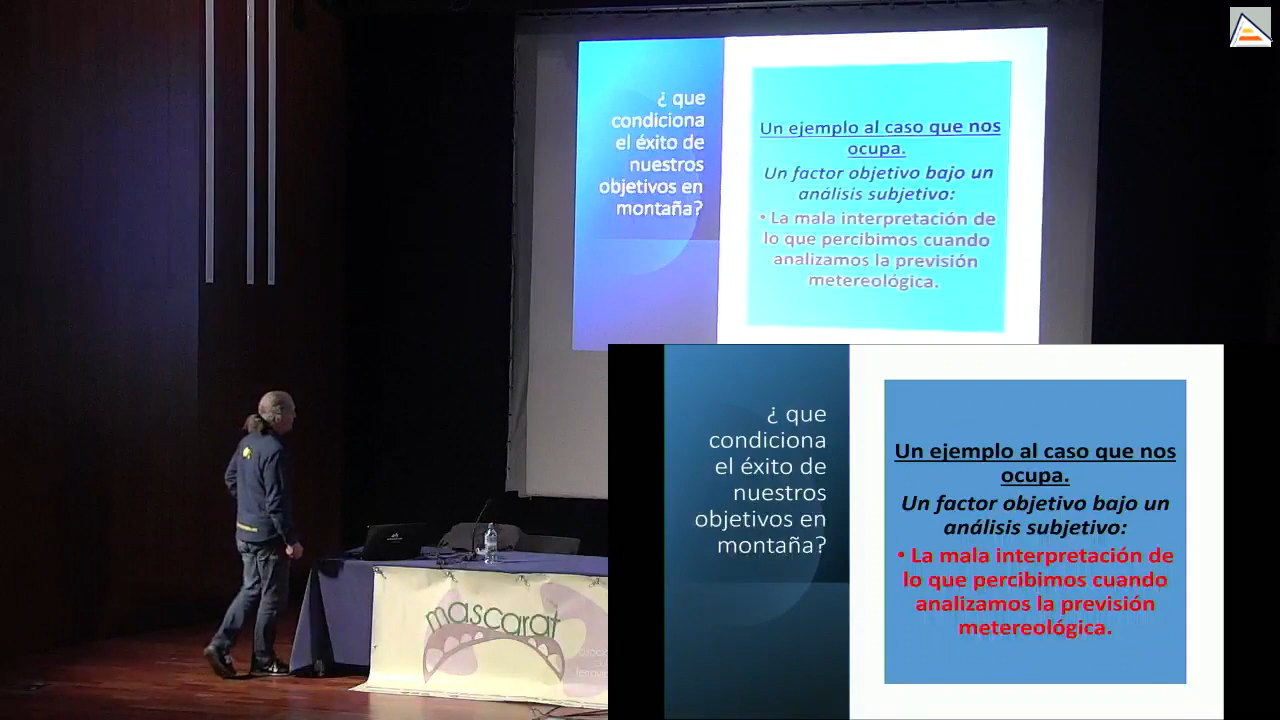 ¿ que
condiciona
el éxito de
nuestros
objetivos en
montaña?
Un ejemplo al caso que nos
ocupa.
Un factor objetivo bajo un
análisis subjetivo:
• La mala interpretación de
lo que percibimos cuando
analizamos la previsión
metereológica.
mascarat
¿ que
condiciona
el éxito de
nuestros
objetivos en
montaña?
Un ejemplo al caso que nos
ocupa.
Un factor objetivo bajo un
análisis subjetivo:
• La mala interpretación de
lo que percibimos cuando
analizamos la previsión
metereológica.